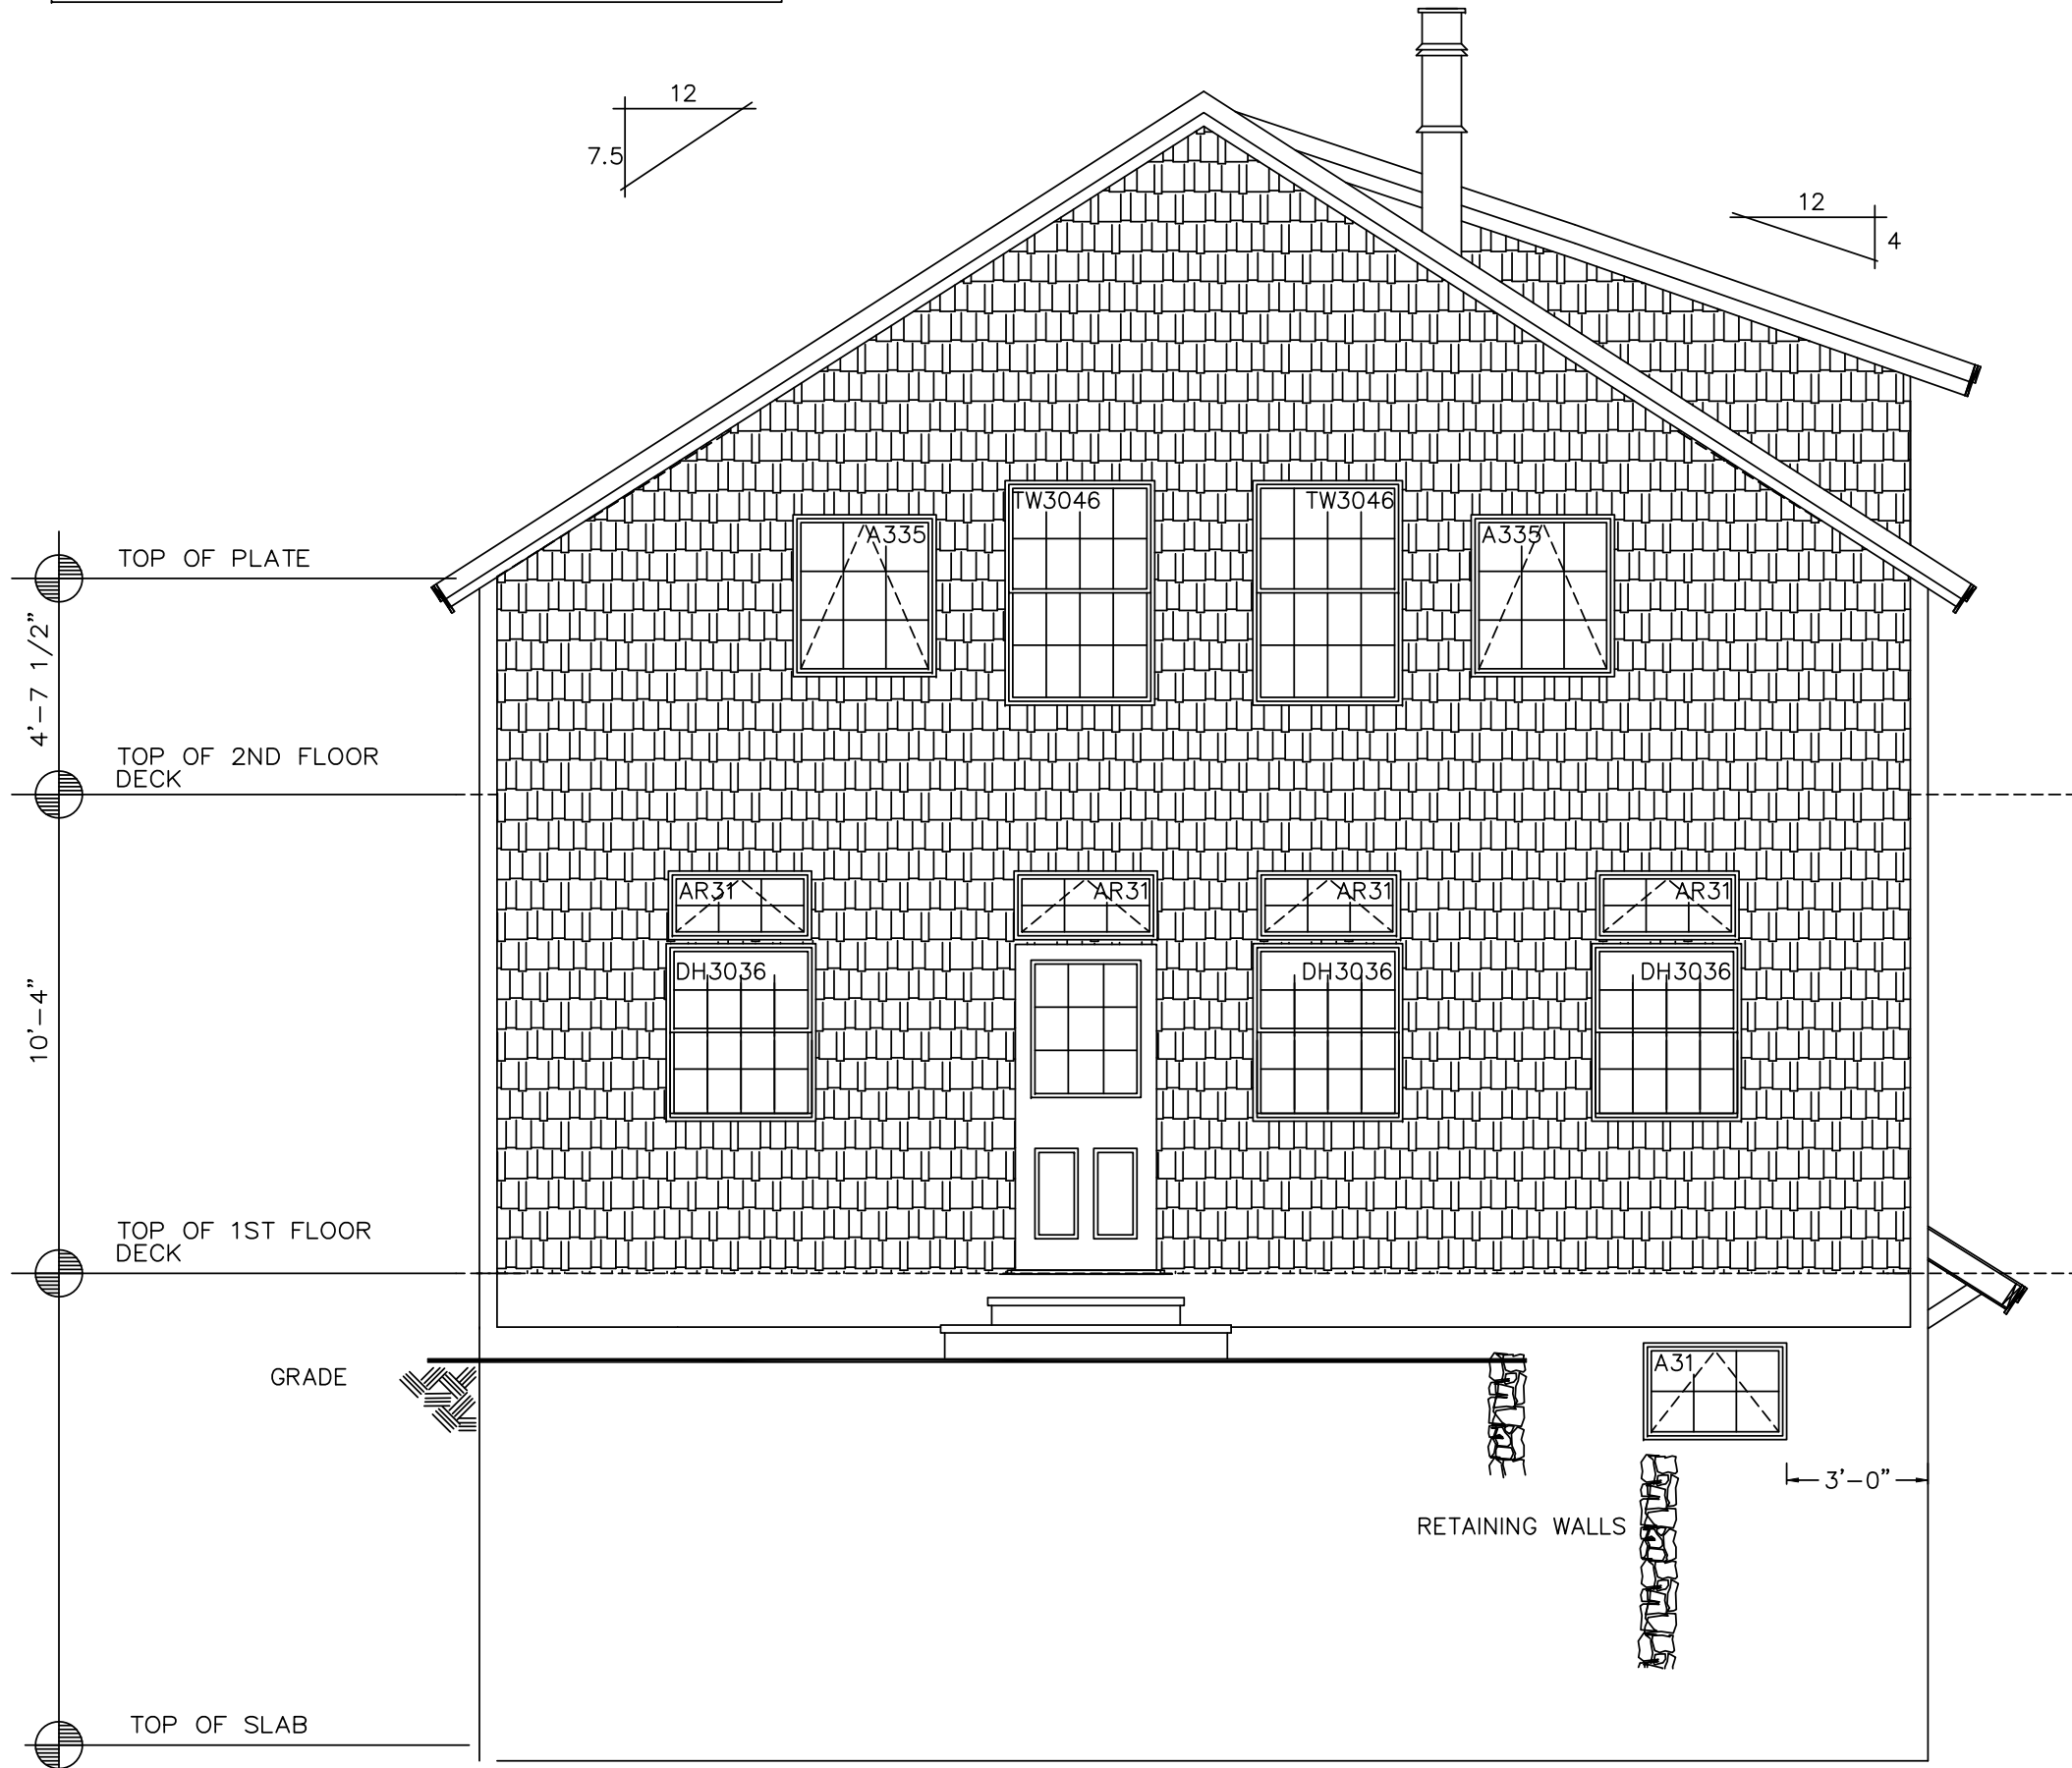 12
7.5
12
4
TW3046
TW3046
A335
A335
TOP OF PLATE
4'-7 1/2"
TOP OF 2ND FLOOR
DECK
AR31
AR31
AR31
AR31
DH3036
DH3036
DH3036
10'-4"
TOP OF 1ST FLOOR
DECK
GRADE
A31
3'-0"
RETAINING WALLS
TOP OF SLAB